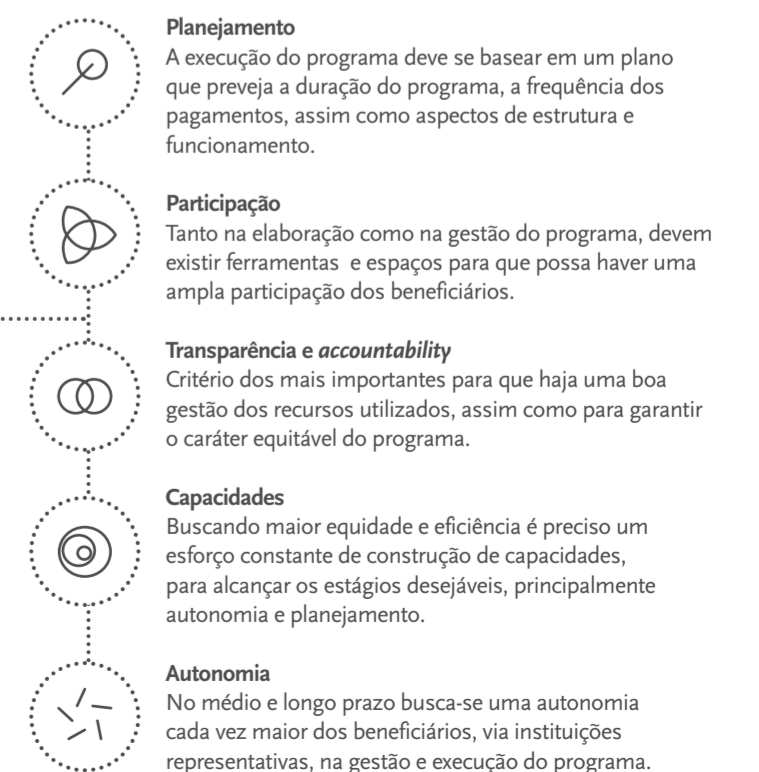 Planejamento
A execução do programa deve se basear em um plano
que preveja a duração do programa, a frequência dos
pagamentos, assim como aspectos de estrutura e
funcionamento.
Participação
Tanto na elaboração como na gestão do programa, devem
existir ferramentas e espaços para que possa haver uma
ampla participação dos beneficiários.
Transparência e accountability
Critério dos mais importantes para que haja uma boa
gestão dos recursos utilizados, assim como para garantir
o caráter equitável do programa.
Capacidades
Buscando maior equidade e eficiência é preciso um
esforço constante de construção de capacidades,
para alcançar os estágios desejáveis, principalmente
autonomia e planejamento.
Autonomia
No médio e longo prazo busca-se uma autonomia
cada vez maior dos beneficiários, via instituições
representativas, na gestão e execução do programa.